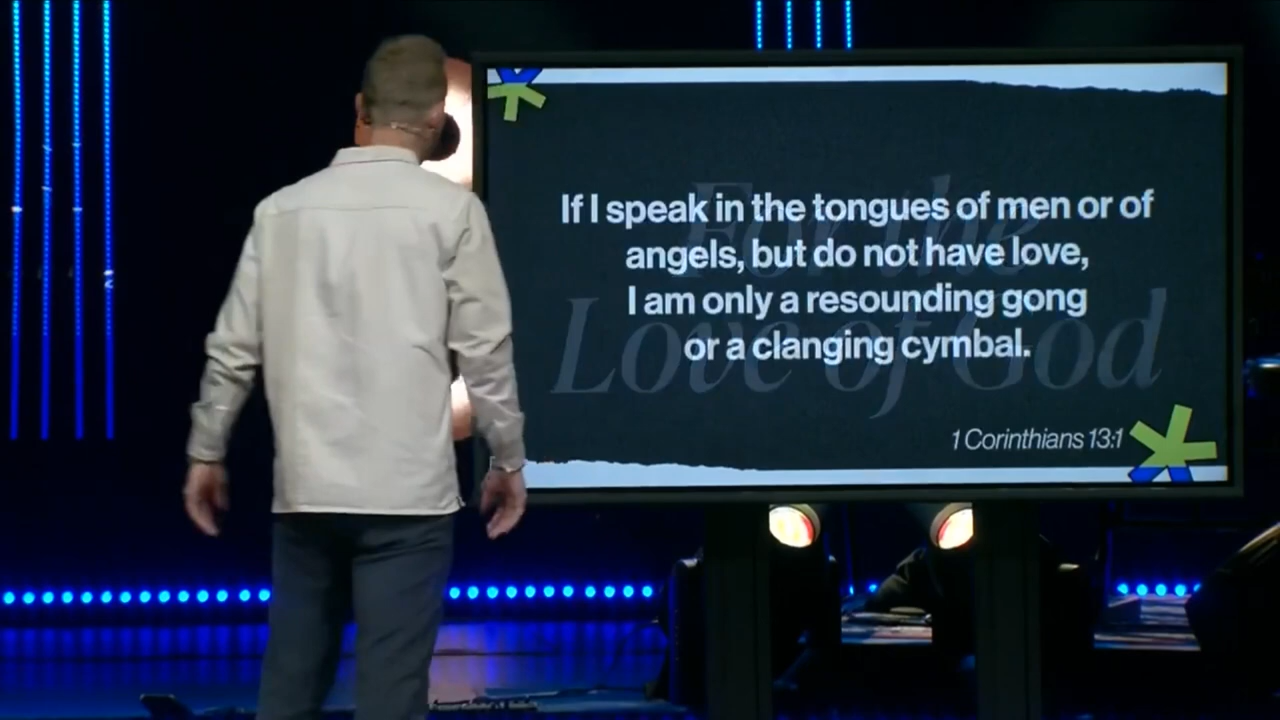 If I speak in the tongues of men or of
angels, but do not have love,
I am only a resounding gong
or a clanging cymbal.
For the
Love of God
1 Corinthians 13:1